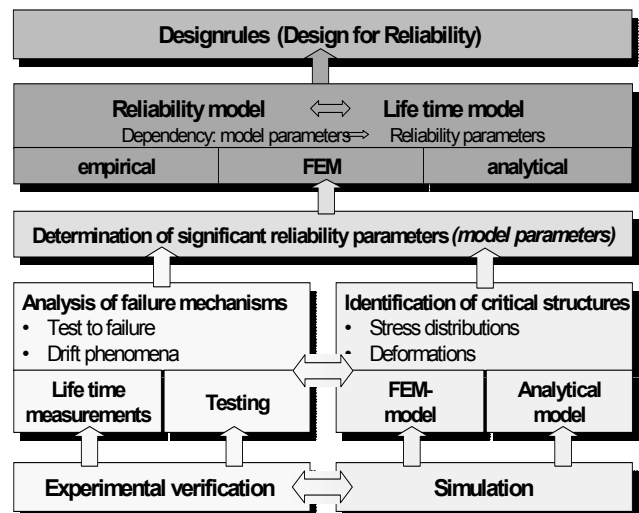 Designrules (Design for Reliability)
Reliability model
Life time model
Dependency: model parameters
Reliability parameters
empirical
FEM
analytical
Determination of significant reliability parameters (model parameters)
Analysis of failure mechanisms
• Test to failure
• Drift phenomena
Life time
measurements
Testing
Identification of critical structures
• Stress distributions
• Deformations
FEM-
model
Analytical
model
Experimental verification
Simulation